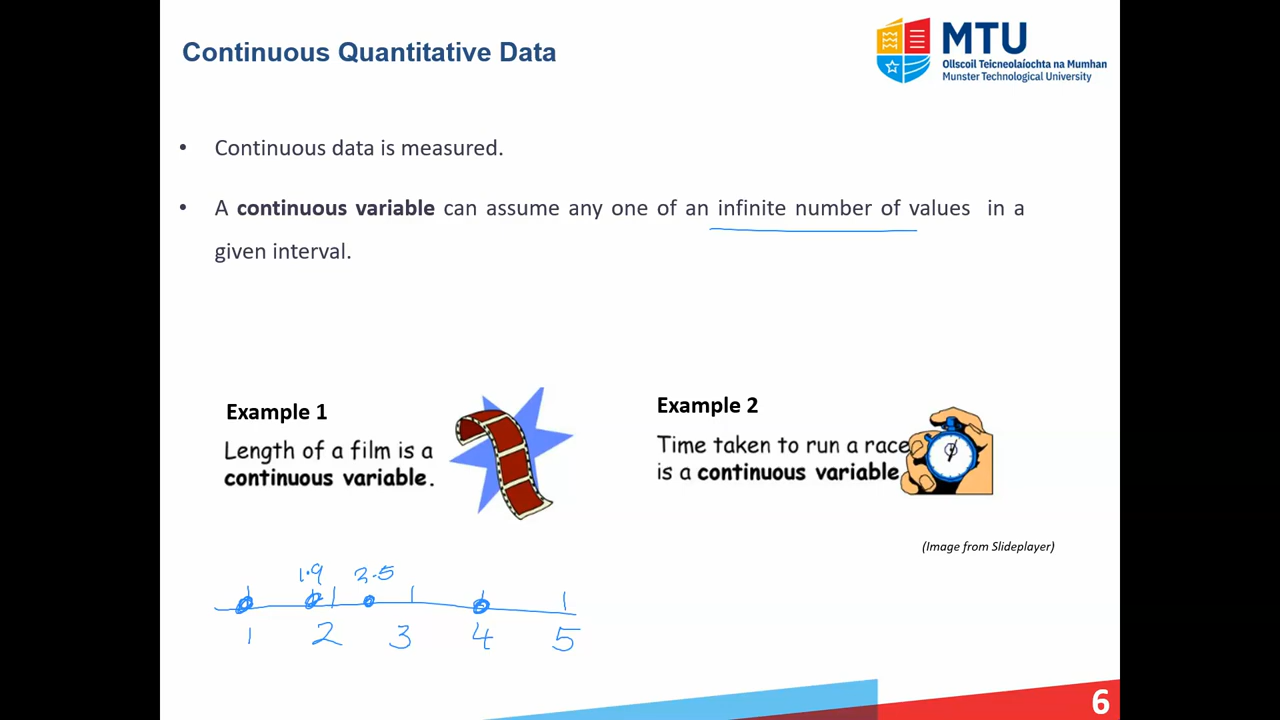 Continuous Quantitative Data
MTU
Ollscoil Teicneolaíochta na Mumhan
Munster Technological University
• Continuous data is measured.
• A continuous variable can assume any one of an infinite number of values in a
given interval.
Example 1
Length of a film is a
continuous variable.
Example 2
Time taken to run a race
is a continuous variable
(Image from Slideplayer)
1.9 2.5
1 2 3 4 5
6